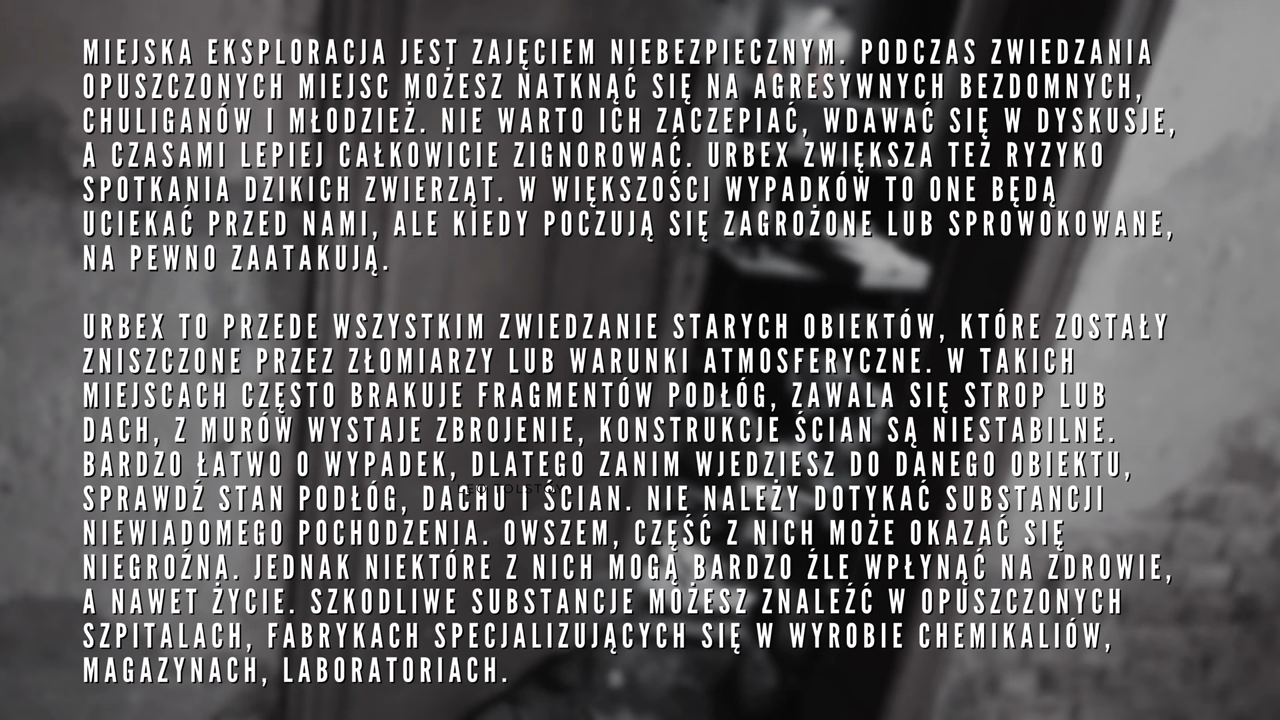 MIEJSKA EKSPLORACJA JEST ZAJĘCIEM NIEBEZPIECZNYM. PODCZAS ZWIEDZANIA
OPUSZCZONYCH MIEJSC MOŻESZ NATKNĄĆ SIĘ NA AGRESYWNYCH BEZDOMNYCH,
CHULIGANÓW I MŁODZIEŻ. NIE WARTO ICH ZACZEPIAĆ, WDAWAĆ SIĘ W DYSKUSJE,
A CZASAMI LEPIEJ CAŁKOWICIE ZIGNOROWAĆ. URBEX ZWIĘKSZA TEŻ RYZYKO
SPOTKANIA DZIKICH ZWIERZĄT. W WIĘKSZOŚCI WYPADKÓW TO ONE BĘDĄ
UCIEKAĆ PRZED NAMI, ALE KIEDY POCZUJĄ SIĘ ZAGROŻONE LUB SPROWOKOWANE,
NA PEWNO ZAATAKUJĄ.
URBEX TO PRZEDE WSZYSTKIM ZWIEDZANIE STARYCH OBIEKTÓW, KTÓRE ZOSTAŁY
ZNISZCZONE PRZEZ ZŁOMIARZY LUB WARUNKI ATMOSFERYCZNE. W TAKICH
MIEJSCACH CZĘSTO BRAKUJE FRAGMENTÓW PODŁÓG, ZAWALA SIĘ STROP LUB
DACH, Z MURÓW WYSTAJE ZBROJENIE, KONSTRUKCJE ŚCIAN SĄ NIESTABILNE.
BARDZO ŁATWO O WYPADEK, DLATEGO ZANIM WJEDZIESZ DO DANEGO OBIEKTU,
SPRAWDŹ STAN PODŁÓG, DACHU I ŚCIAN. NIE NALEŻY DOTYKAĆ SUBSTANCJI
NIEWIADOMEGO POCHODZENIA. OWSZEM, CZĘŚĆ Z NICH MOŻE OKAZAĆ SIĘ
NIEGROŹNA. JEDNAK NIEKTÓRE Z NICH MOGĄ BARDZO ŹLE WPŁYNĄĆ NA ZDROWIE,
A NAWET ŻYCIE. SZKODLIWE SUBSTANCJE MOŻESZ ZNALEŹĆ W OPUSZCZONYCH
SZPITALACH, FABRYKACH SPECJALIZUJĄCYCH SIĘ W WYROBIE CHEMIKALIÓW,
MAGAZYNACH, LABORATORIACH.